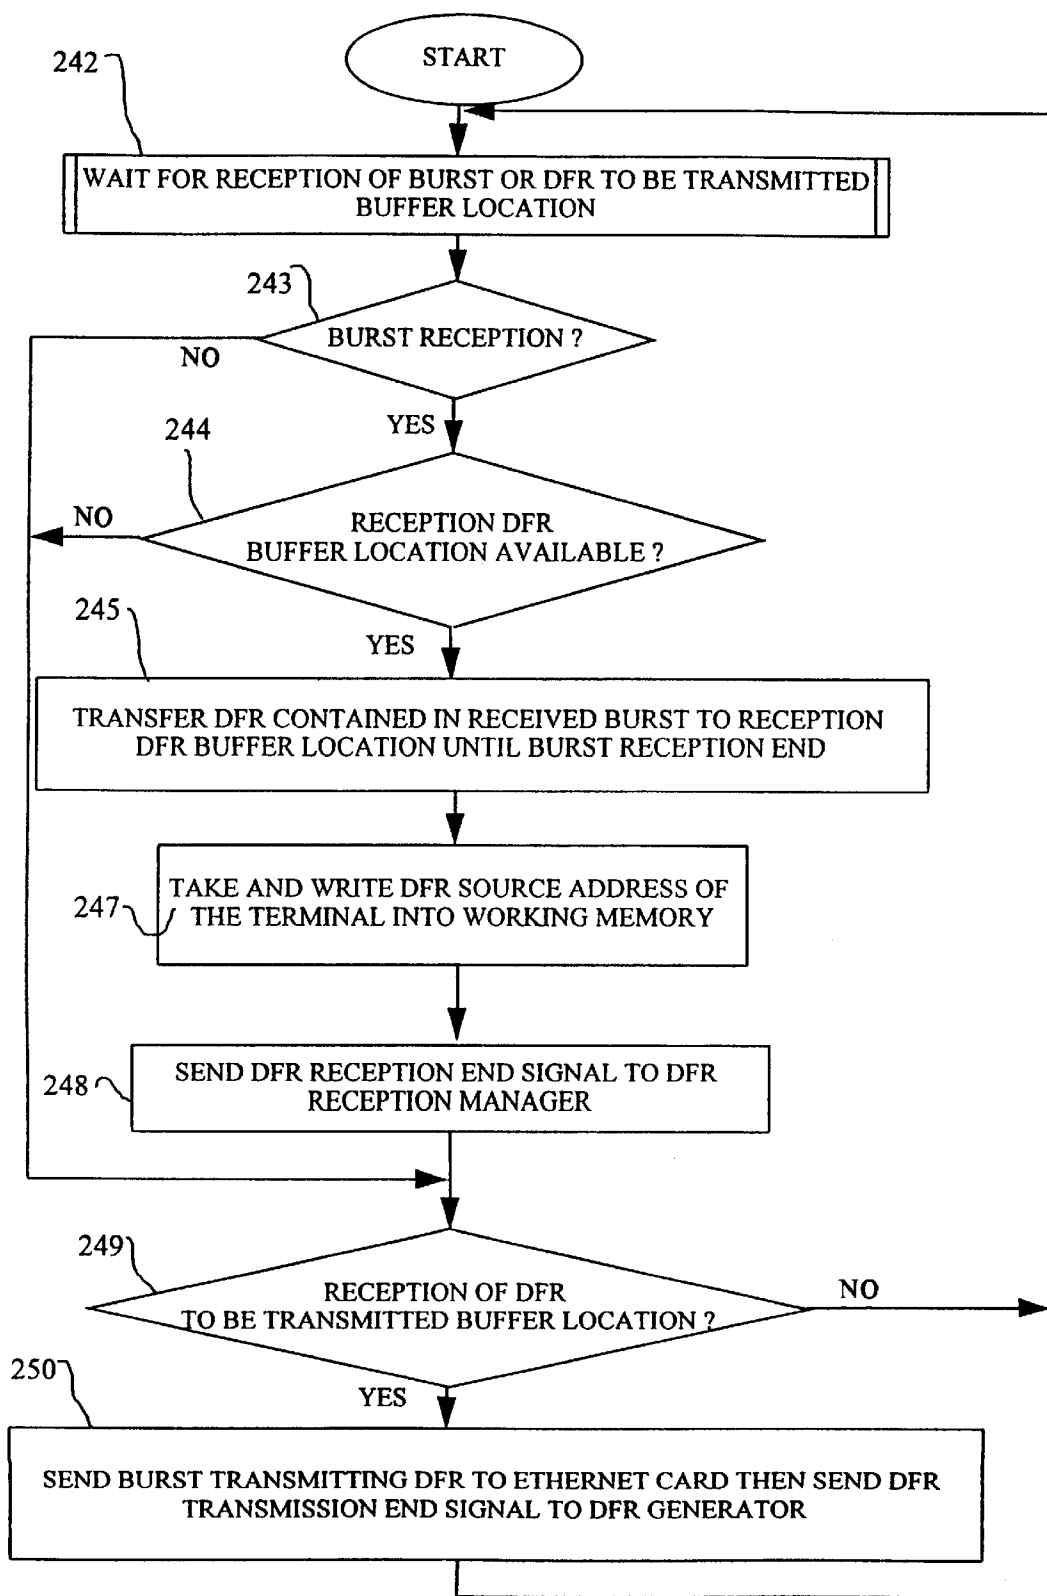 START
242
WAIT FOR RECEPTION OF BURST OR DFR TO BE TRANSMITTED
BUFFER LOCATION
243
BURST RECEPTION ?
NO
YES
244
RECEPTION DFR
BUFFER LOCATION AVAILABLE ?
NO
YES
245
TRANSFER DFR CONTAINED IN RECEIVED BURST TO RECEPTION
DFR BUFFER LOCATION UNTIL BURST RECEPTION END
TAKE AND WRITE DFR SOURCE ADDRESS OF
THE TERMINAL INTO WORKING MEMORY
247
SEND DFR RECEPTION END SIGNAL TO DFR
RECEPTION MANAGER
248
249
RECEPTION OF DFR
TO BE TRANSMITTED BUFFER LOCATION ?
NO
YES
250
SEND BURST TRANSMITTING DFR TO ETHERNET CARD THEN SEND DFR
TRANSMISSION END SIGNAL TO DFR GENERATOR